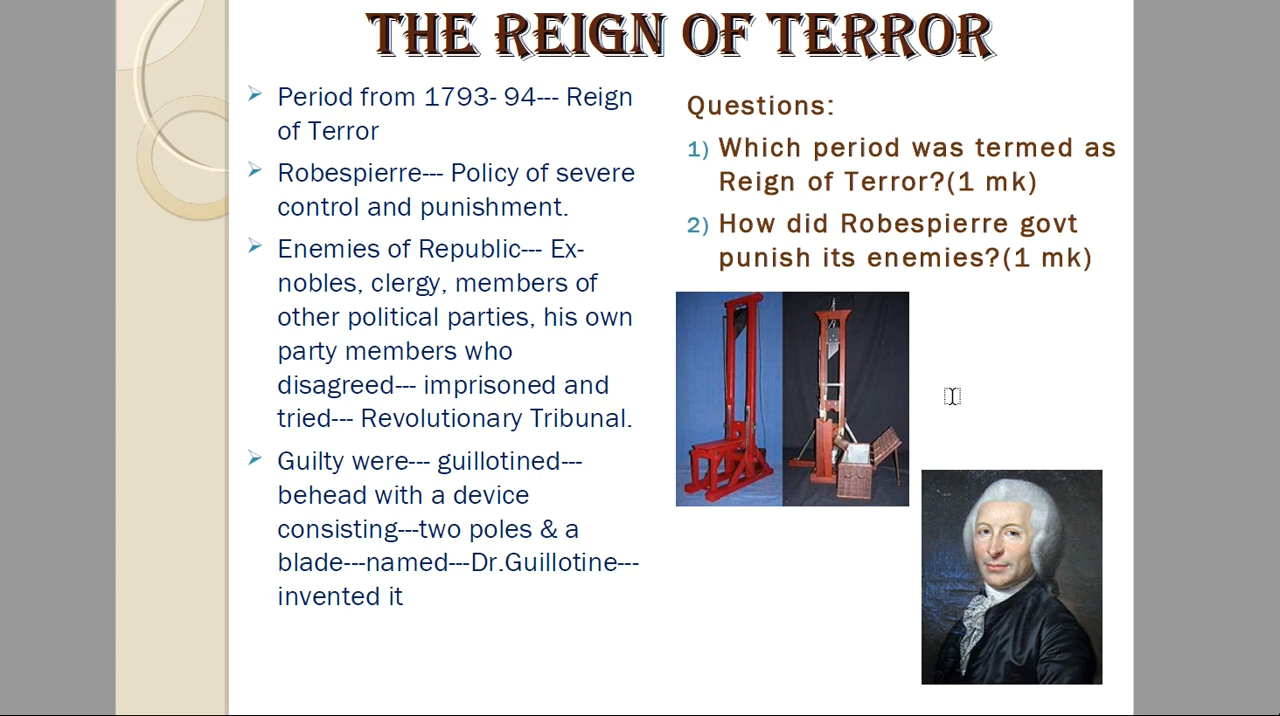 THE REIGN OF TERROR
Period from 1793- 94--- Reign
of Terror
Robespierre--- Policy of severe
control and punishment.
Enemies of Republic--- Ex-
nobles, clergy, members of
other political parties, his own
party members who
disagreed--- imprisoned and
tried--- Revolutionary Tribunal.
Guilty were--- guillotined---
behead with a device
consisting---two poles & a
blade---named---Dr.Guillotine---
invented it
Questions:
1) Which period was termed as
Reign of Terror?(1 mk)
2) How did Robespierre govt
punish its enemies?(1 mk)